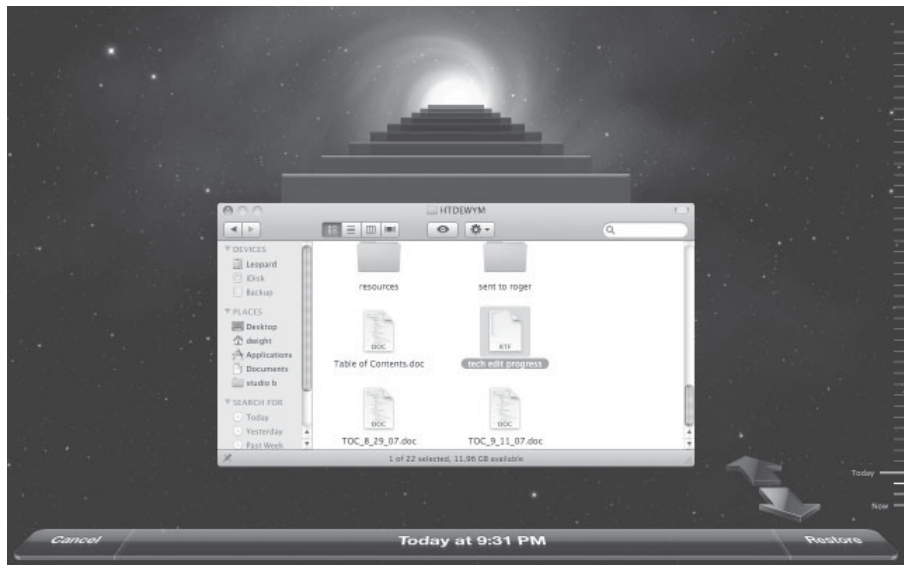 HTDEWYM
DEVICES
Leopard
iDisk
Backup
PLACES
Desktop
dwight
Applications
Documents
studio b
SEARCH FOR
Today
Yesterday
Past Week
resources
sent to roger
DOC
Table of Contents.doc
RTF
tech edit progress
DOC
TOC_8_29_07.doc
DOC
TOC_9_11_07.doc
1 of 22 selected, 11.96 GB available
Today
Now
Cancel
Today at 9:31 PM
Restore